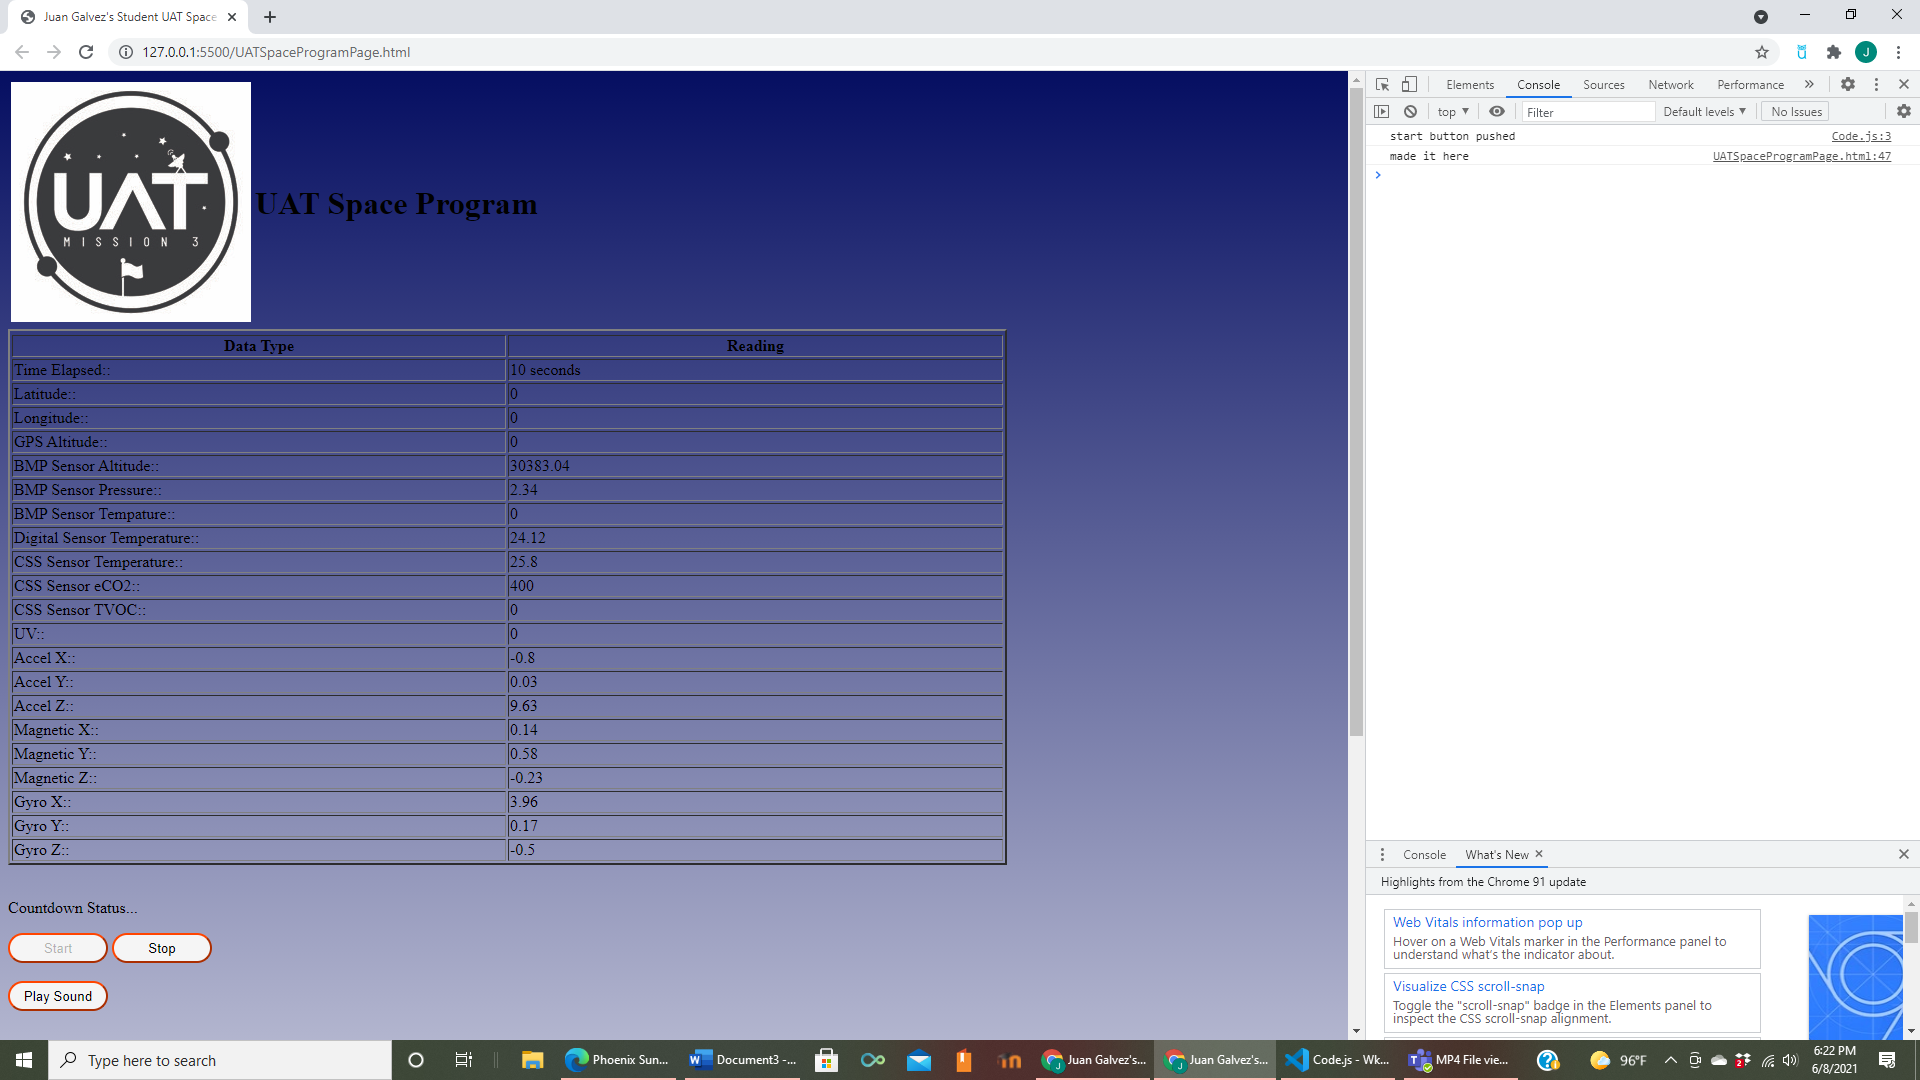 Juan Galvez's Student UAT Space
127.0.0.1:5500/UATSpaceProgramPage.html
J
UAT
MISSION 3
UAT Space Program
Data Type Reading
Time Elapsed:: 10 seconds
Latitude:: 0
Longitude:: 0
GPS Altitude:: 0
BMP Sensor Altitude:: 30383.04
BMP Sensor Pressure:: 2.34
BMP Sensor Tempature:: 0
Digital Sensor Temperature:: 24.12
CSS Sensor Temperature:: 25.8
CSS Sensor eCO2:: 400
CSS Sensor TVOC:: 0
UV:: 0
Accel X:: -0.8
Accel Y:: 0.03
Accel Z:: 9.63
Magnetic X:: 0.14
Magnetic Y:: 0.58
Magnetic Z:: -0.23
Gyro X:: 3.96
Gyro Y:: 0.17
Gyro Z:: -0.5
Countdown Status...
Start Stop
Play Sound
Elements Console Sources Network Performance
top Filter Default levels No Issues
start button pushed Code.js:3
made it here UATSpaceProgramPage.html:47
Console What's New
Highlights from the Chrome 91 update
Web Vitals information pop up
Hover on a Web Vitals marker in the Performance panel to
understand what's the indicator about.
Visualize CSS scroll-snap
Toggle the "scroll-snap" badge in the Elements panel to
inspect the CSS scroll-snap alignment.
Type here to search
Phoenix Sun...
Document3 -...
Juan Galvez's...
Juan Galvez's...
Code.js - Wk...
MP4 File vie...
96°F
6:22 PM
6/8/2021